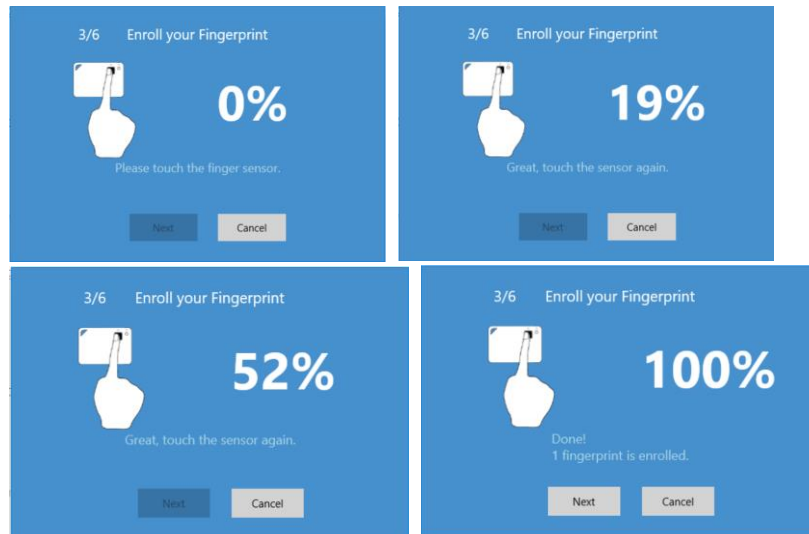 3/6 Enroll your Fingerprint
0%
Please touch the finger sensor.
Next Cancel
3/6 Enroll your Fingerprint
19%
Great, touch the sensor again.
Next Cancel
3/6 Enroll your Fingerprint
52%
Great, touch the sensor again.
Next Cancel
3/6 Enroll your Fingerprint
100%
Done!
1 fingerprint is enrolled.
Next Cancel